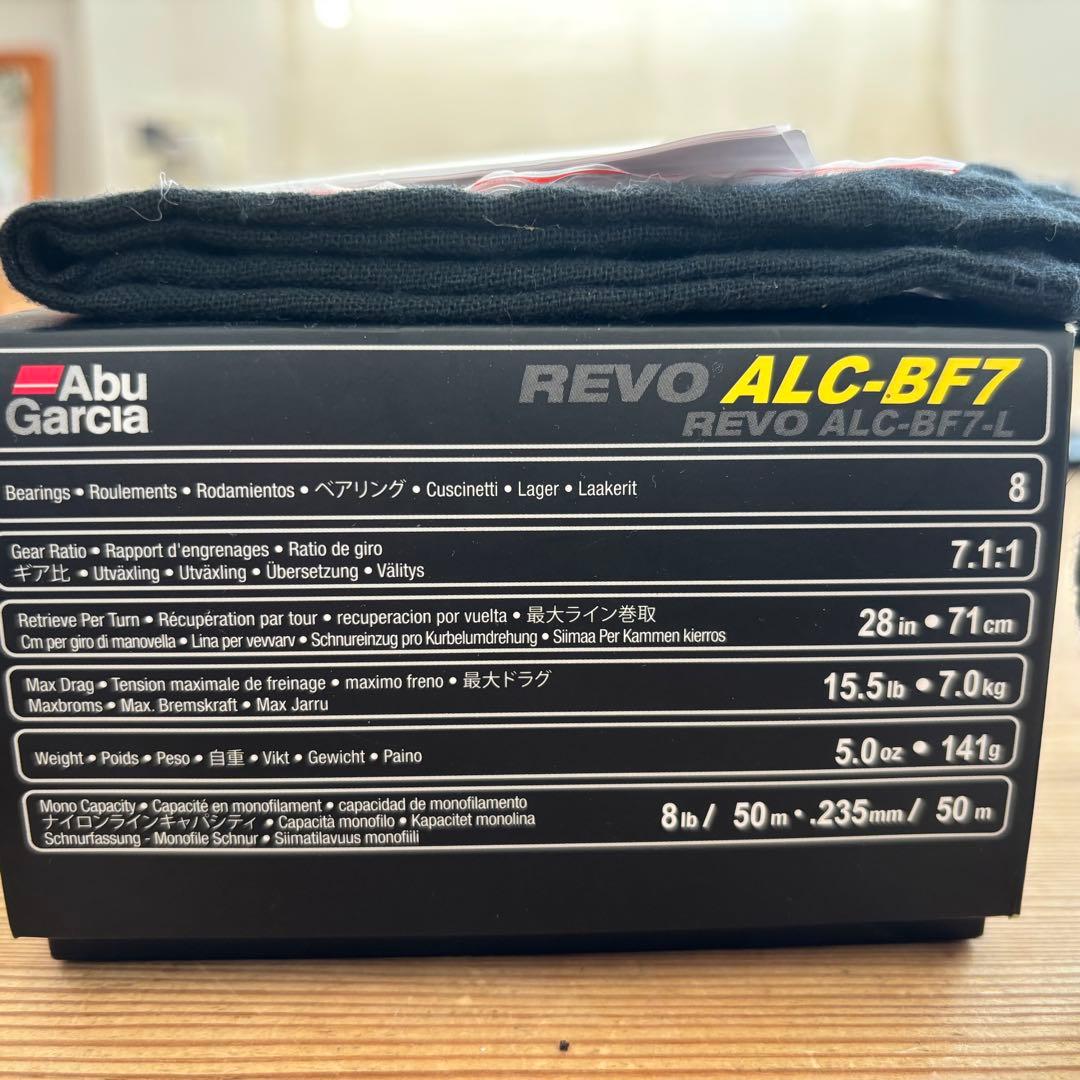 Abu
Garcia
REVO® ALC-BF7
REVO ALC-BF7-L
Bearings • Roulements • Rodamientos • ベアリング • Cuscinetti • Lager • Laakerit
8
Gear Ratio • Rapport d'engrenages • Ratio de giro
ギア比 • Utväxling • Utväxling • Übersetzung • Välitys
7.1:1
Retrieve Per Turn • Récupération par tour • recuperacion por vuelta • 最大ライン巻取
Cm per giro di manovella • Lina per vevvarv • Schnureinzug pro Kurbelumdrehung • Siimaa Per Kammen kierros
28 in • 71 cm
Max Drag • Tension maximale de freinage • maximo freno • 最大ドラグ
Maxbroms • Max. Bremskraft • Max Jarru
15.5 lb • 7.0 kg
Weight • Poids • Peso • 自重 • Vikt • Gewicht • Paino
5.0 oz • 141 g
Mono Capacity • Capacité en monofilament • capacidad de monofilamento
ナイロンラインキャパシティ • Capacità monofilo • Kapacitet monolina
Schnurfassung - Monofile Schnur • Siimatilavuus monofiili
8 lb / 50 m • .235mm / 50 m